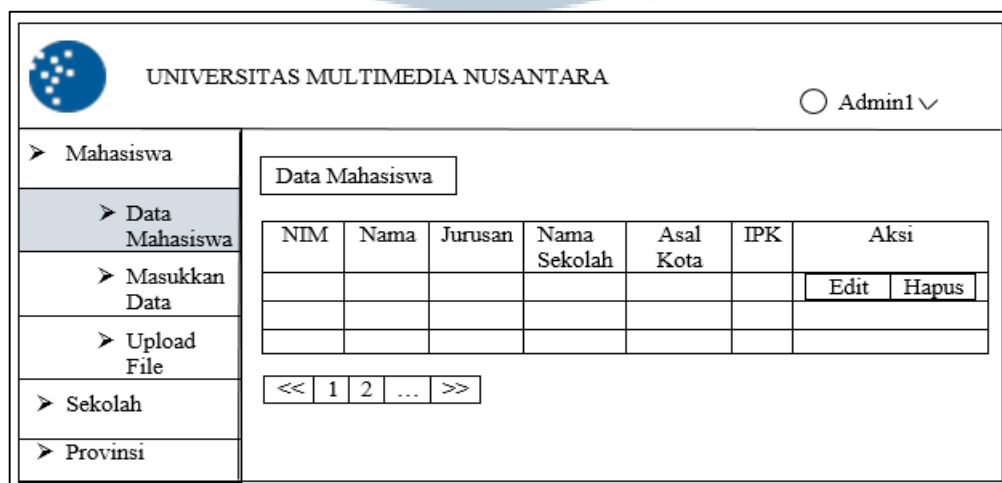 UNIVERSITAS MULTIMEDIA NUSANTARA
Admin1
Mahasiswa
Data
Mahasiswa
Masukkan
Data
Upload
File
Sekolah
Provinsi
Data Mahasiswa
NIM Nama Jurusan Nama Sekolah Asal Kota IPK Aksi
Edit Hapus
<< 1 2 ... >>